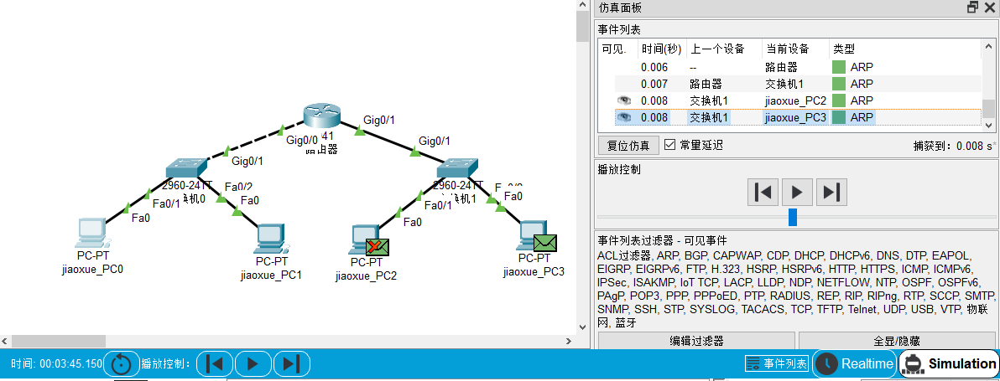 仿真面板
事件列表
可见. 时间(秒) 上一个设备 当前设备 类型
0.006 -- 路由器 ARP
0.007 路由器 交换机1 ARP
0.008 交换机1 jiaoxue_PC2 ARP
0.008 交换机1 jiaoxue_PC3 ARP
复位仿真 常量延迟 捕获到: 0.008 s
播放控制
事件列表过滤器 - 可见事件
ACL过滤器, ARP, BGP, CAPWAP, CDP, DHCP, DHCPv6, DNS, DTP, EAPOL,
EIGRP, EIGRPv6, FTP, H.323, HSRP, HSRPv6, HTTP, HTTPS, ICMP, ICMPv6,
IPSec, ISAKMP, IoT TCP, LACP, LLDP, NDP, NETFLOW, NTP, OSPF, OSPFv6,
PAgP, POP3, PPP, PPPoED, PTP, RADIUS, REP, RIP, RIPng, RTP, SCCP, SMTP,
SNMP, SSH, STP, SYSLOG, TACACS, TCP, TFTP, Telnet, UDP, USB, VTP, 物联
网, 蓝牙
编辑过滤器 全显/隐藏
Gig0/1
Gig0/0 41
路由器
Gig0/1
Gig0/1
2960-24TT
换机0
Fa0/2
Fa0/1
Fa0
Fa0
2960-24TT
换机1
Fa0/1
Fa0
Fa0
PC-PT
jiaoxue_PC0
PC-PT
jiaoxue_PC1
PC-PT
jiaoxue_PC2
PC-PT
jiaoxue_PC3
时间: 00:03:45.150 播放控制: 事件列表 Realtime Simulation